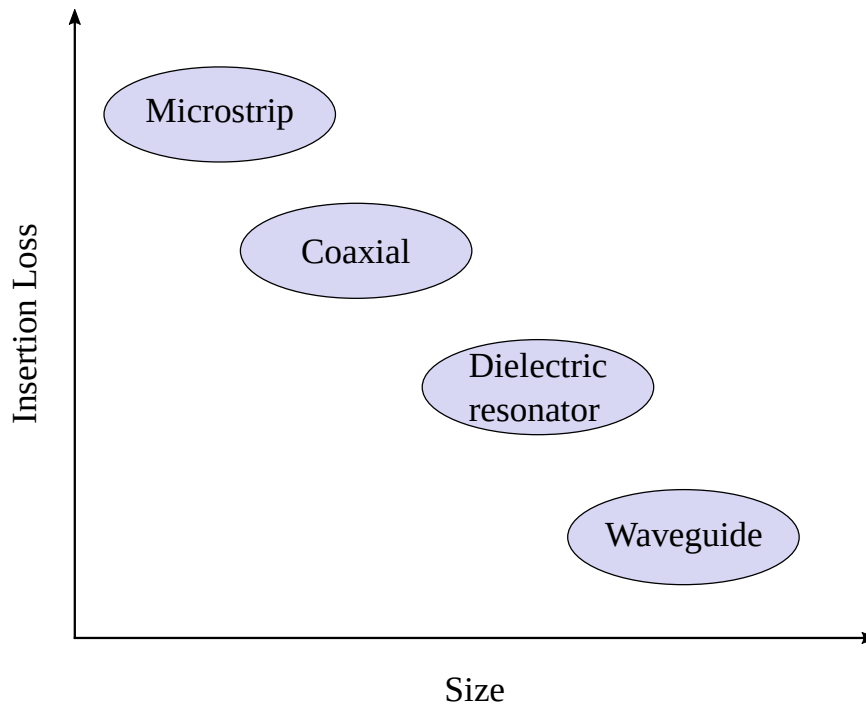 Microstrip
Coaxial
Dielectric
resonator
Waveguide
Insertion Loss
Size